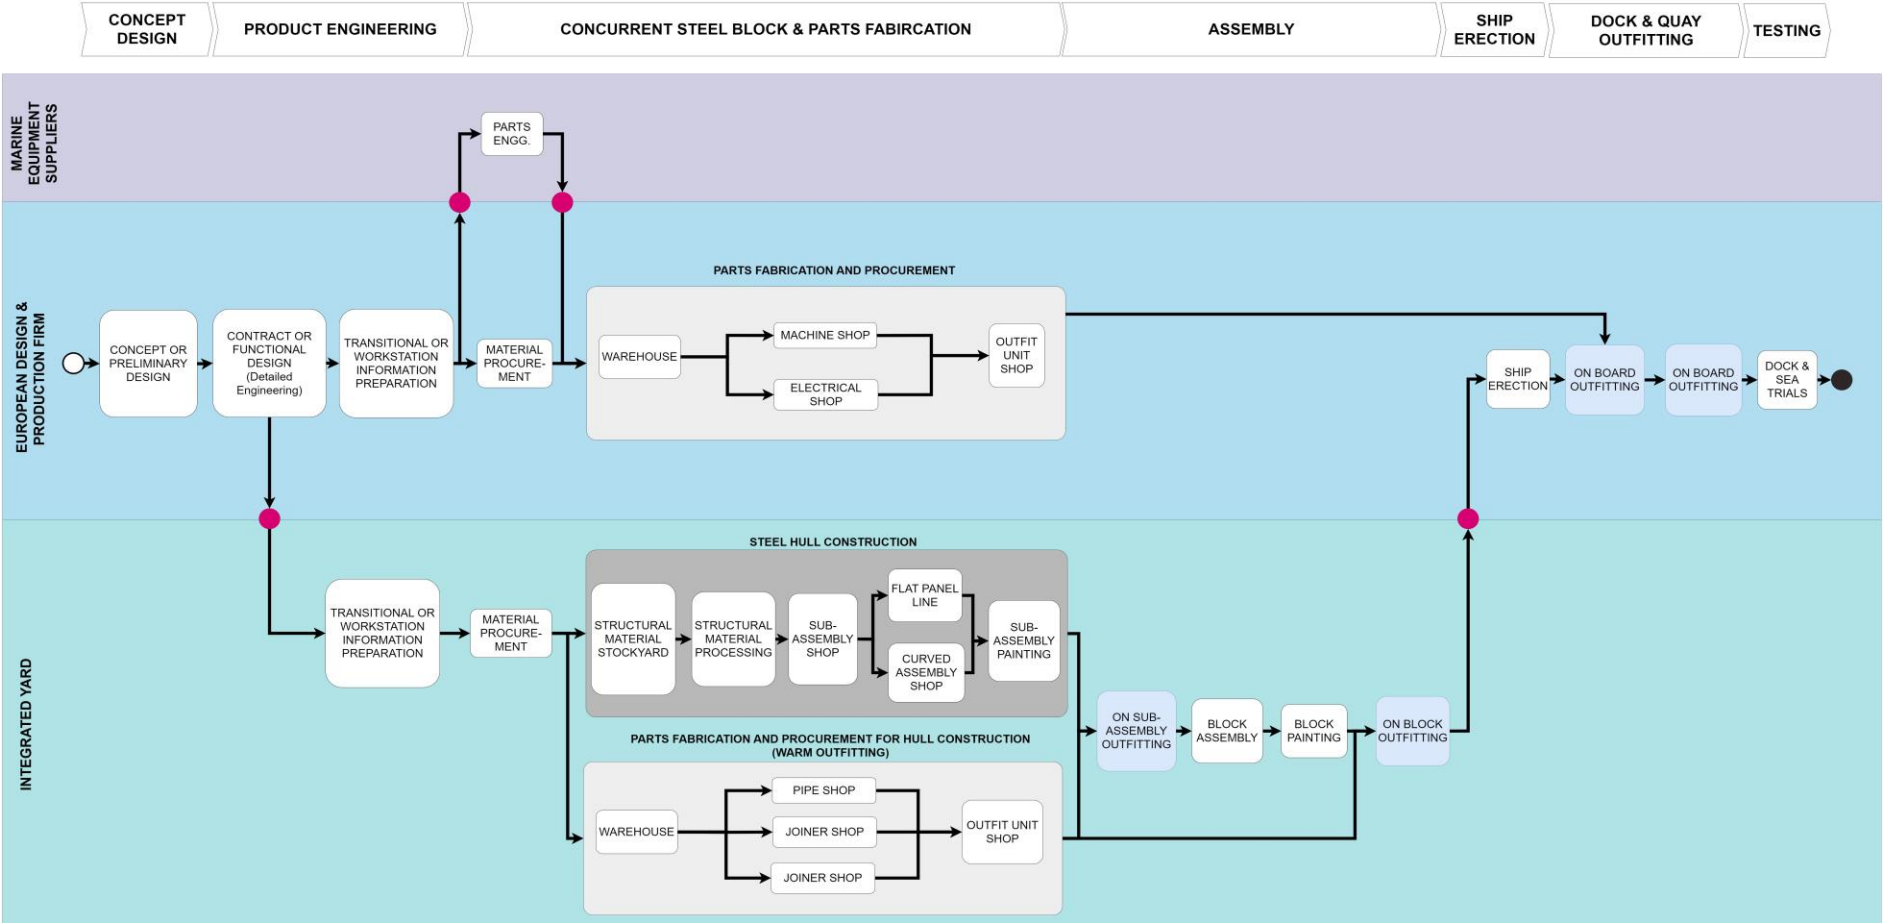 CONCEPT
DESIGN
PRODUCT ENGINEERING
CONCURRENT STEEL BLOCK & PARTS FABIRCATION
ASSEMBLY
SHIP
ERECTION
DOCK & QUAY
OUTFITTING
TESTING
MARINE
EQUIPMENT
SUPPLIERS
PARTS
ENGG.
EUROPEAN DESIGN &
PRODUCTION FIRM
CONCEPT OR
PRELIMINARY
DESIGN
CONTRACT OR
FUNCTIONAL
DESIGN
(Detailed
Engineering)
TRANSITIONAL OR
WORKSTATION
INFORMATION
PREPARATION
MATERIAL
PROCURE-
MENT
PARTS FABRICATION AND PROCUREMENT
WAREHOUSE
MACHINE SHOP
ELECTRICAL
SHOP
OUTFIT
UNIT
SHOP
SHIP
ERECTION
ON BOARD
OUTFITTING
ON BOARD
OUTFITTING
DOCK &
SEA
TRIALS
INTEGRATED YARD
TRANSITIONAL OR
WORKSTATION
INFORMATION
PREPARATION
MATERIAL
PROCURE-
MENT
STEEL HULL CONSTRUCTION
STRUCTURAL
MATERIAL
STOCKYARD
STRUCTURAL
MATERIAL
PROCESSING
SUB-
ASSEMBLY
SHOP
FLAT PANEL
LINE
CURVED
ASSEMBLY
SHOP
SUB-
ASSEMBLY
PAINTING
PARTS FABRICATION AND PROCUREMENT FOR HULL CONSTRUCTION
(WARM OUTFITTING)
WAREHOUSE
PIPE SHOP
JOINER SHOP
JOINER SHOP
OUTFIT UNIT
SHOP
ON SUB-
ASSEMBLY
OUTFITTING
BLOCK
ASSEMBLY
BLOCK
PAINTING
ON BLOCK
OUTFITTING